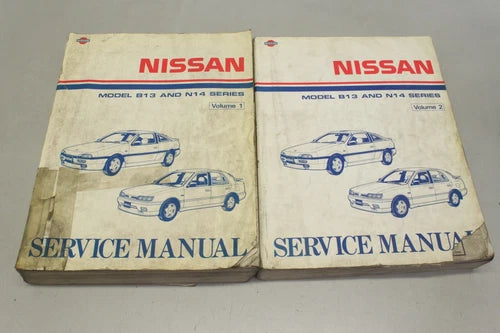 NISSAN
MODEL B13 AND N14 SERIES
Volume 1
SERVICE MANUAL
NISSAN
MODEL B13 AND N14 SERIES
Volume 2
SERVICE MANUAL